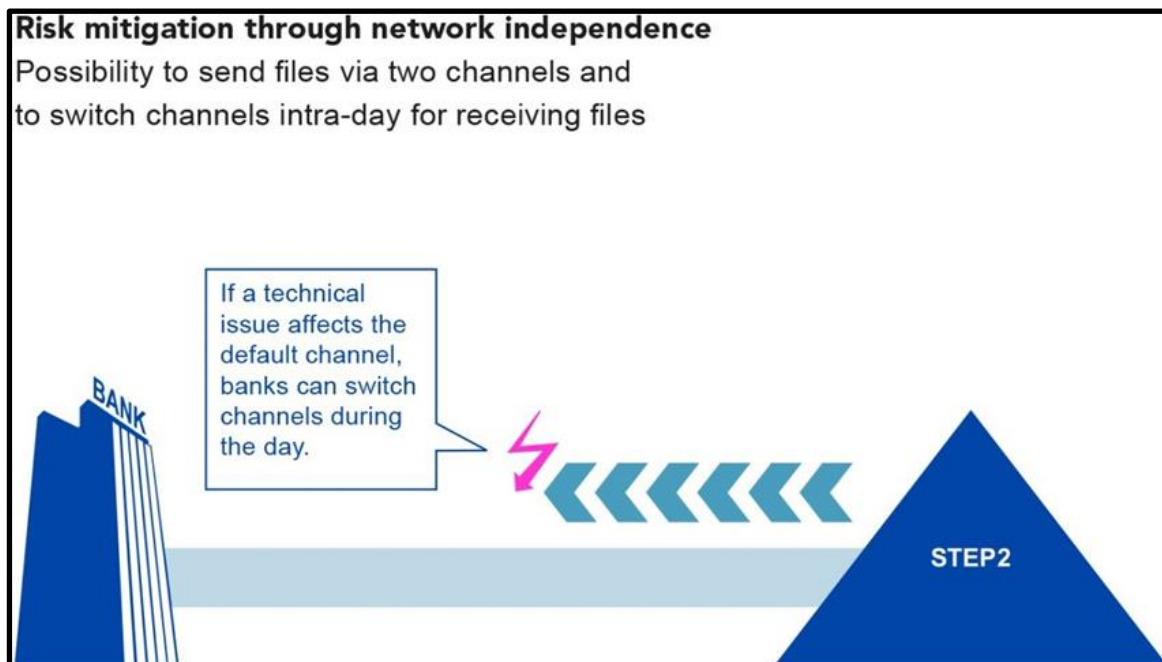 Risk mitigation through network independence
Possibility to send files via two channels and
to switch channels intra-day for receiving files
If a technical
issue affects the
default channel,
banks can switch
channels during
the day.
BANK
STEP2